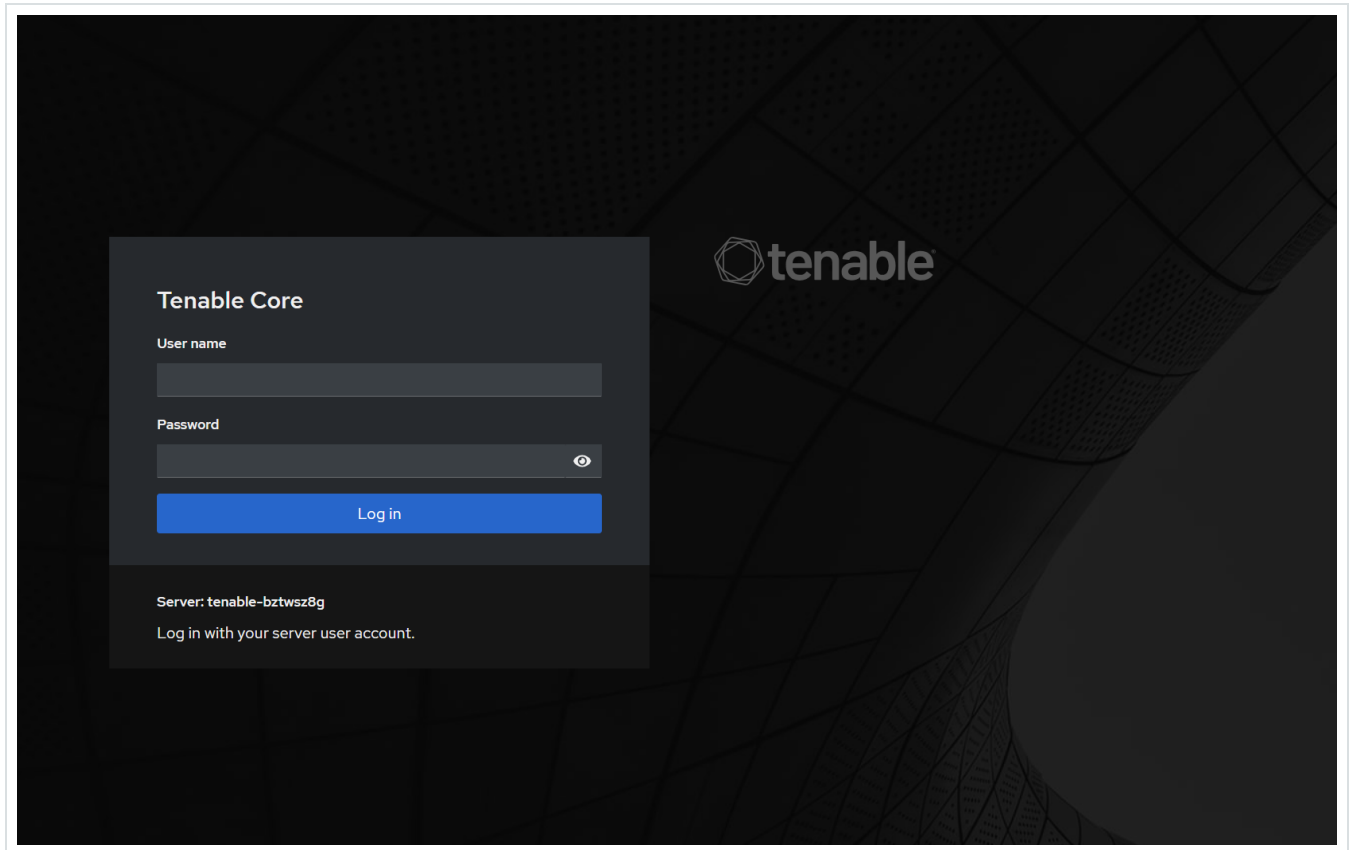 tenable
Tenable Core
User name
Password
Log in
Server: tenable-bztwsz8g
Log in with your server user account.